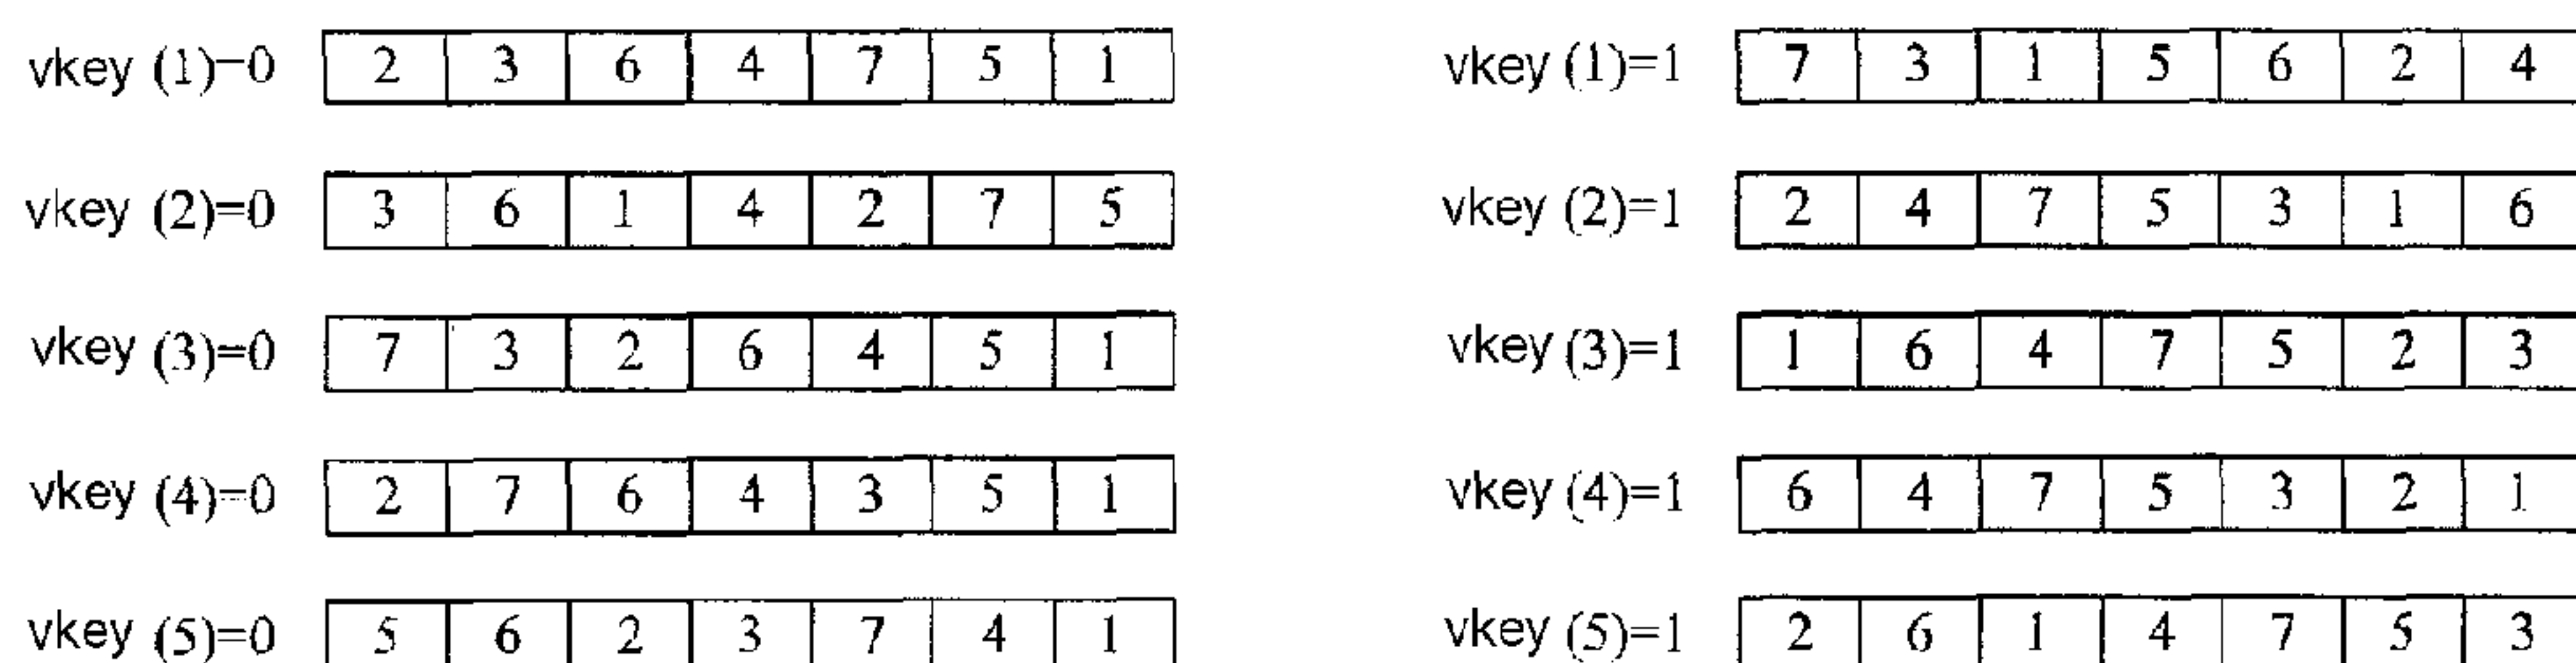 vkey (1)=0 2 3 6 4 7 5 1 vkey (1)=1 7 3 1 5 6 2 4
vkey (2)=0 3 6 1 4 2 7 5 vkey (2)=1 2 4 7 5 3 1 6
vkey (3)=0 7 3 2 6 4 5 1 vkey (3)=1 1 6 4 7 5 2 3
vkey (4)=0 2 7 6 4 3 5 1 vkey (4)=1 6 4 7 5 3 2 1
vkey (5)=0 5 6 2 3 7 4 1 vkey (5)=1 2 6 1 4 7 5 3